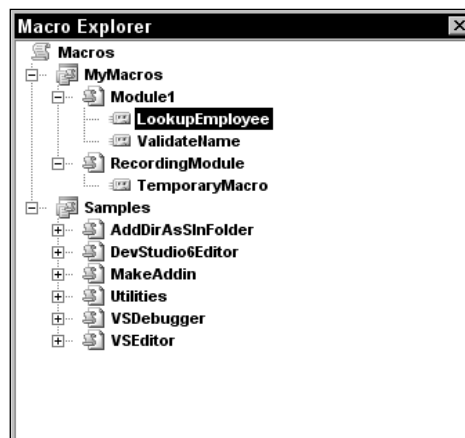 Macro Explorer
Macros
MyMacros
Module1
LookupEmployee
ValidateName
RecordingModule
TemporaryMacro
Samples
AddDirAsSlnFolder
DevStudio6Editor
MakeAddin
Utilities
VSDebugger
VSEditor